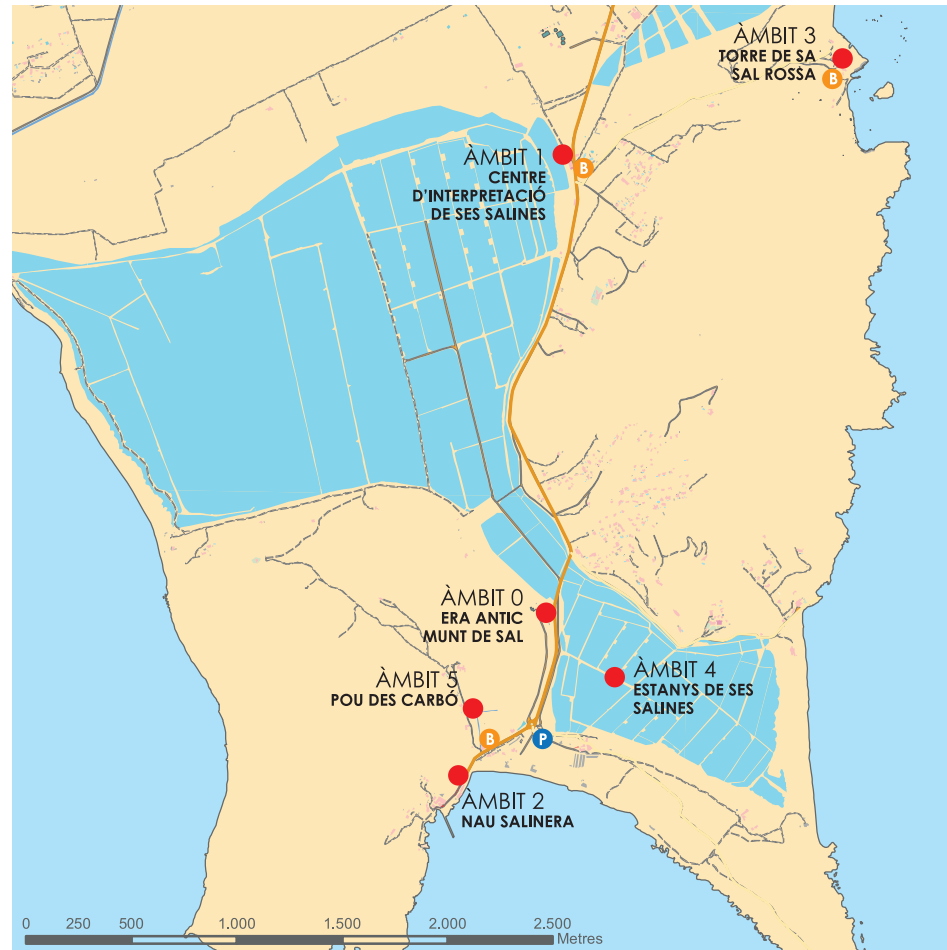 ÀMBIT 3
TORRE DE SA
SAL ROSSA
B
ÀMBIT 1
CENTRE
D'INTERPRETACIÓ
DE SES SALINES
B
ÀMBIT 0
ERA ANTIC
MUNT DE SAL
ÀMBIT 4
ESTANYS DE SES
SALINES
ÀMBIT 5
POU DES CARBÓ
B
P
ÀMBIT 2
NAU SALINERA
0 250 500 1.000 1.500 2.000 2.500
Metres